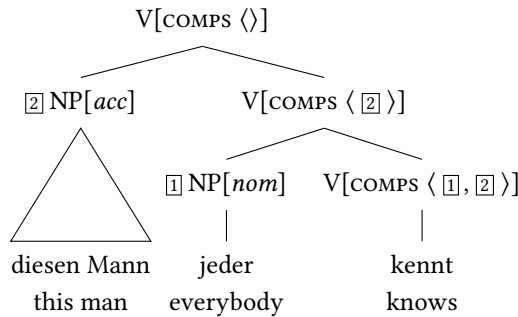 V[COMPS ⟨⟩]
[2] NP[acc] V[COMPS ⟨ [2] ⟩]
[1] NP[nom] V[COMPS ⟨ [1] , [2] ⟩]
diesen Mann jeder kennt
this man everybody knows